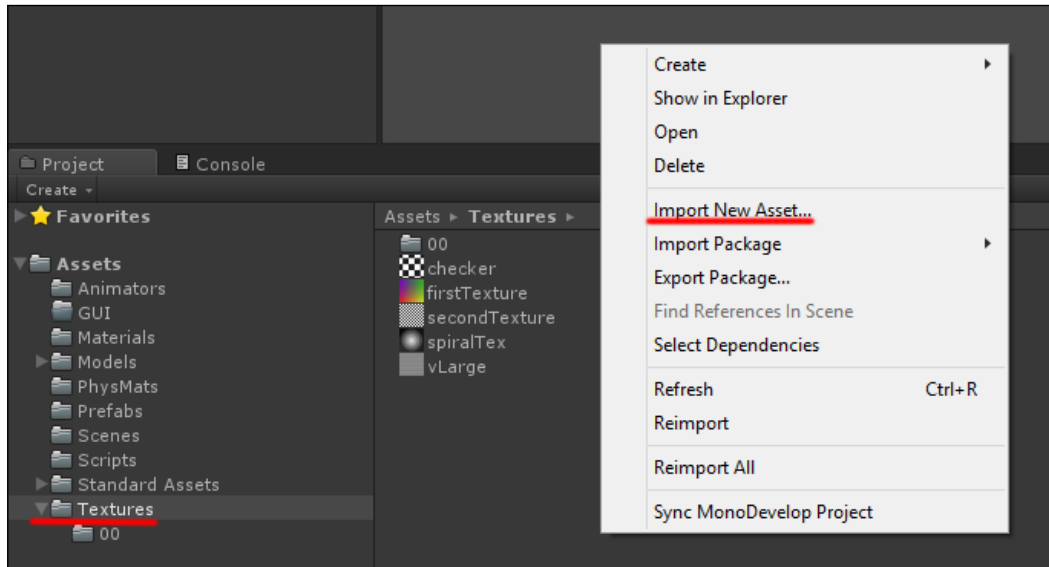 Project
Console
Create
Favorites
Assets
Animators
GUI
Materials
Models
PhysMats
Prefabs
Scenes
Scripts
Standard Assets
Textures
00
Assets Textures
00
checker
firstTexture
secondTexture
spiralTex
vLarge
Create
Show in Explorer
Open
Delete
Import New Asset...
Import Package
Export Package...
Find References In Scene
Select Dependencies
Refresh Ctrl+R
Reimport
Reimport All
Sync MonoDevelop Project